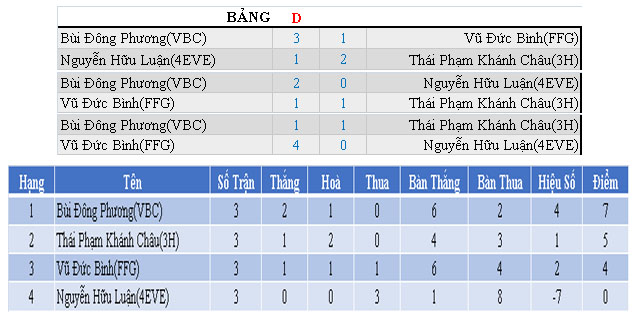 BẢNG D
Bùi Đông Phương(VBC) 3 1 Vũ Đức Bình(FFG)
Nguyễn Hữu Luận(4EVE) 1 2 Thái Phạm Khánh Châu(3H)
Bùi Đông Phương(VBC) 2 0 Nguyễn Hữu Luận(4EVE)
Vũ Đức Bình(FFG) 1 1 Thái Phạm Khánh Châu(3H)
Bùi Đông Phương(VBC) 1 1 Thái Phạm Khánh Châu(3H)
Vũ Đức Bình(FFG) 4 0 Nguyễn Hữu Luận(4EVE)
Hạng Tên Số Trận Thắng Hoà Thua Bàn Thắng Bàn Thua Hiệu Số Điểm
1 Bùi Đông Phương(VBC) 3 2 1 0 6 2 4 7
2 Thái Phạm Khánh Châu(3H) 3 1 2 0 4 3 1 5
3 Vũ Đức Bình(FFG) 3 1 1 1 6 4 2 4
4 Nguyễn Hữu Luận(4EVE) 3 0 0 3 1 8 -7 0